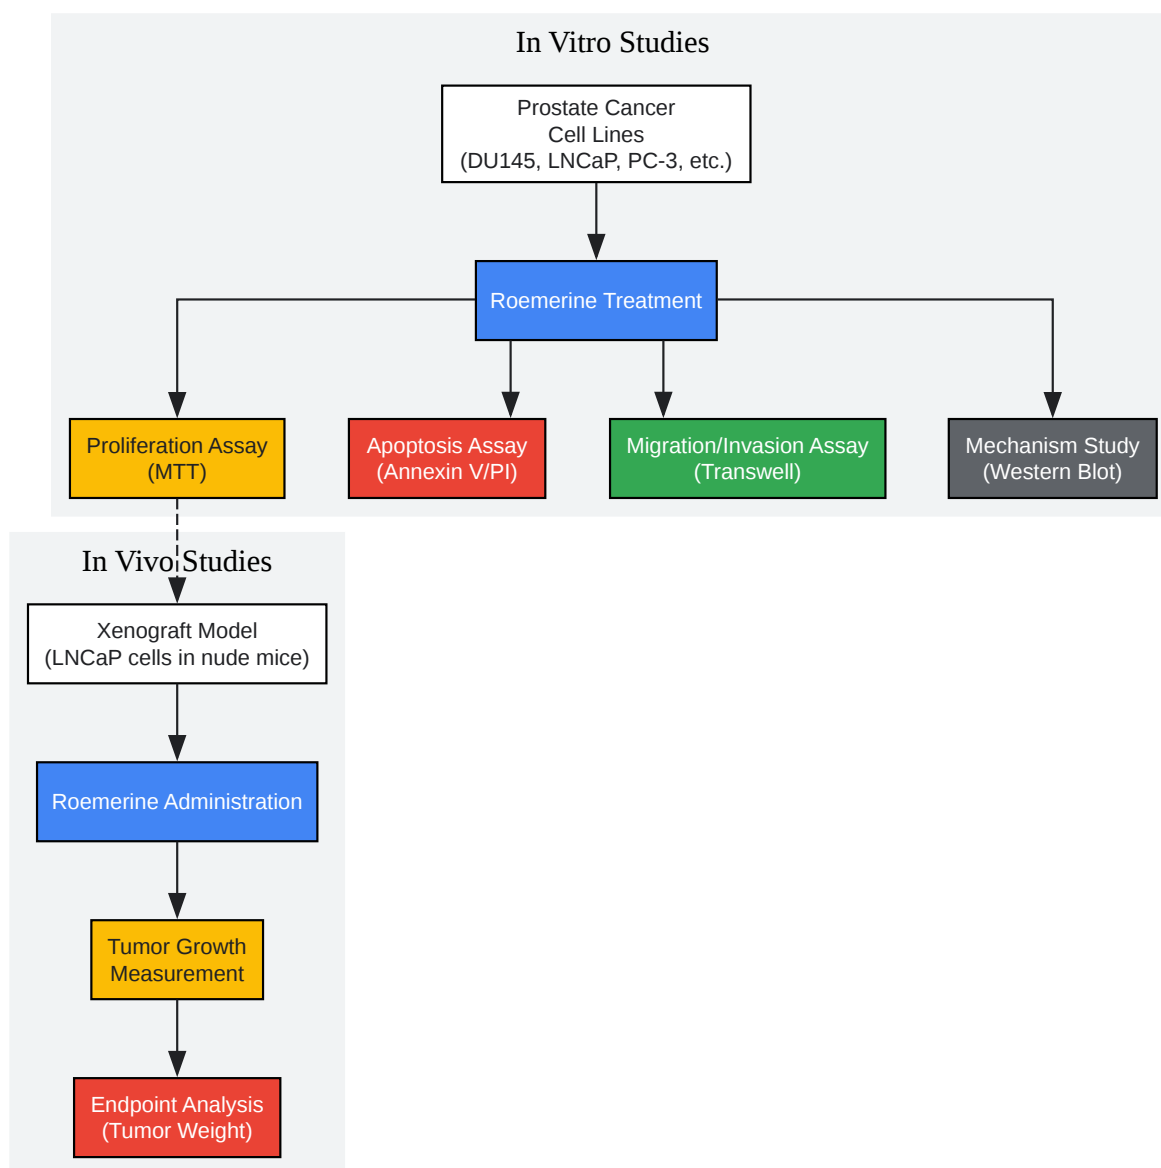 In Vitro Studies
Prostate Cancer
Cell Lines
(DU145, LNCaP, PC-3, etc.)
Roemerine Treatment
Proliferation Assay
(MTT)
Apoptosis Assay
(Annexin V/PI)
Migration/Invasion Assay
(Transwell)
Mechanism Study
(Western Blot)
In Vivo Studies
Xenograft Model
(LNCaP cells in nude mice)
Roemerine Administration
Tumor Growth
Measurement
Endpoint Analysis
(Tumor Weight)